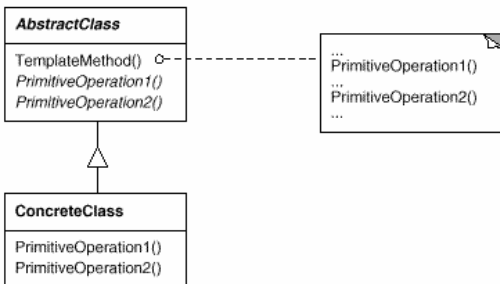 AbstractClass
TemplateMethod()
PrimitiveOperation1()
PrimitiveOperation2()
...
PrimitiveOperation1()
...
PrimitiveOperation2()
...
ConcreteClass
PrimitiveOperation1()
PrimitiveOperation2()